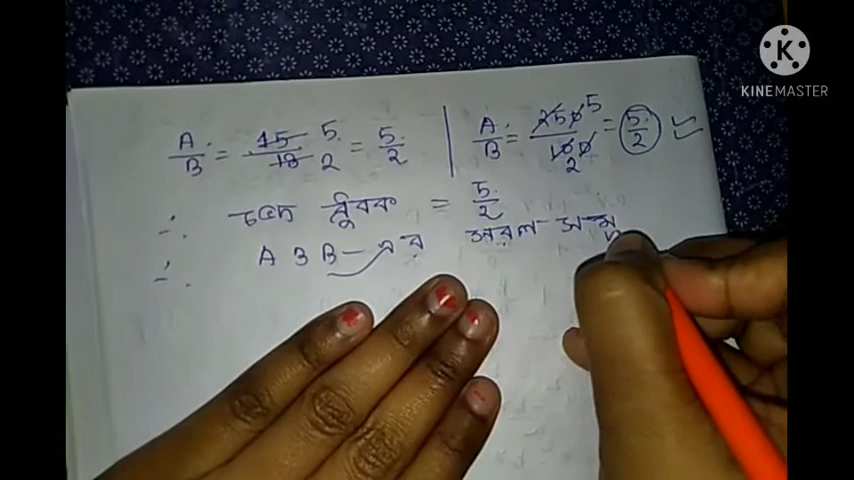 K
KINEMASTER
A/B = 15/18 5/2 = 5/2
A/B = 250/100 5/2 = 5/2
∴ ভেদ ধ্রুবক = 5/2
∴ A ও B-এর সরল সম